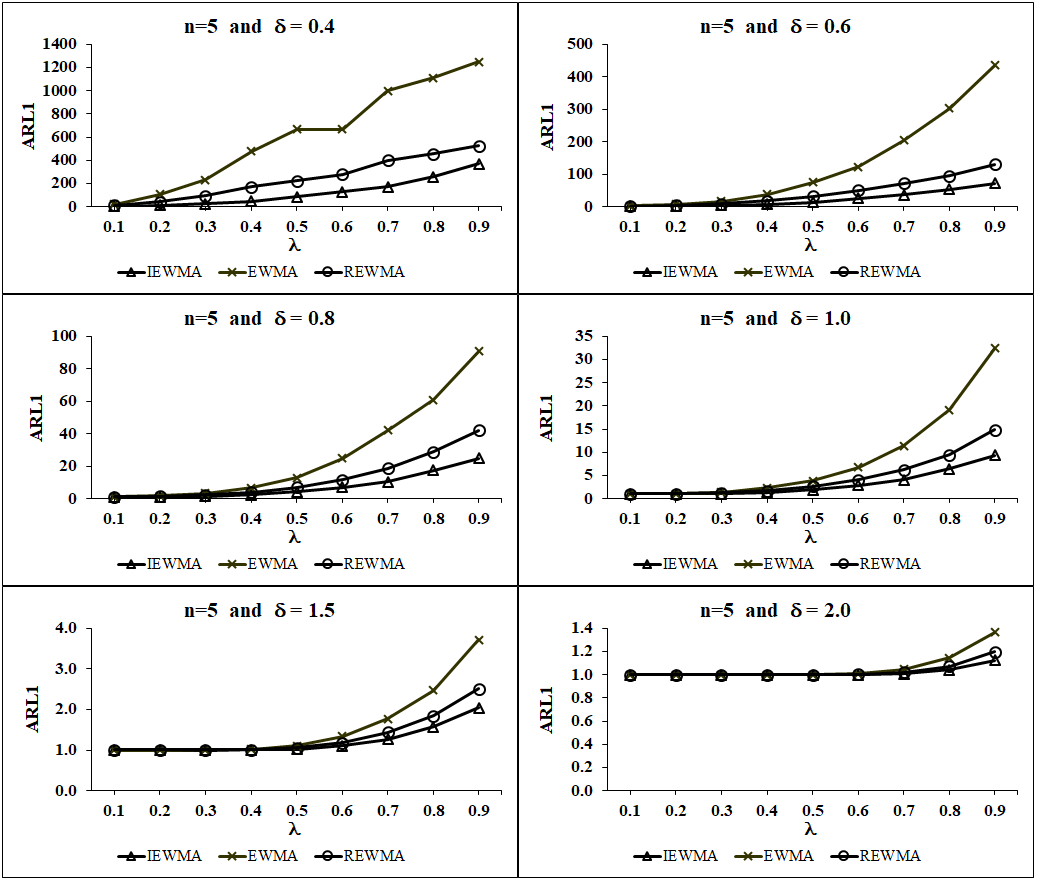 n=5 and δ = 0.4
1400
1200
1000
800
600
400
200
0
ARL1
0.1 0.2 0.3 0.4 0.5 0.6 0.7 0.8 0.9
λ
IEWMA EWMA REWMA
n=5 and δ = 0.6
500
400
300
200
100
0
ARL1
0.1 0.2 0.3 0.4 0.5 0.6 0.7 0.8 0.9
λ
IEWMA EWMA REWMA
n=5 and δ = 0.8
100
80
60
40
20
0
ARL1
0.1 0.2 0.3 0.4 0.5 0.6 0.7 0.8 0.9
λ
IEWMA EWMA REWMA
n=5 and δ = 1.0
35
30
25
20
15
10
5
0
ARL1
0.1 0.2 0.3 0.4 0.5 0.6 0.7 0.8 0.9
λ
IEWMA EWMA REWMA
n=5 and δ = 1.5
4.0
3.0
2.0
1.0
0.0
ARL1
0.1 0.2 0.3 0.4 0.5 0.6 0.7 0.8 0.9
λ
IEWMA EWMA REWMA
n=5 and δ = 2.0
1.4
1.2
1.0
0.8
0.6
0.4
0.2
0.0
ARL1
0.1 0.2 0.3 0.4 0.5 0.6 0.7 0.8 0.9
λ
IEWMA EWMA REWMA